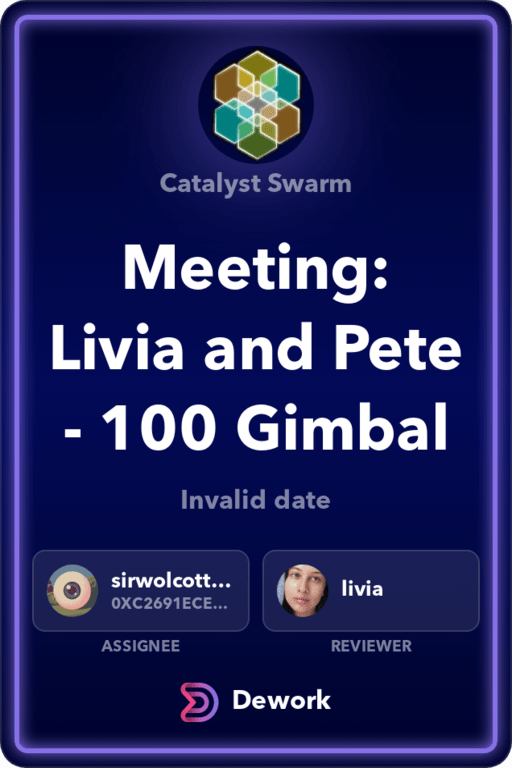 Catalyst Swarm
Meeting:
Livia and Pete
- 100 Gimbal
Invalid date
sirwolcott...
0XC2691ECE...
livia
ASSIGNEE
REVIEWER
Dework